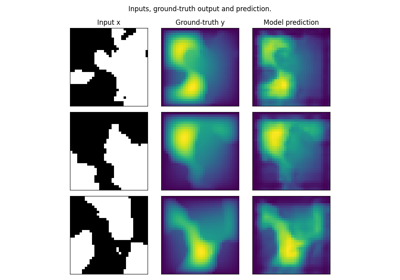 Inputs, ground-truth output and prediction.
Input x
Ground-truth y
Model prediction